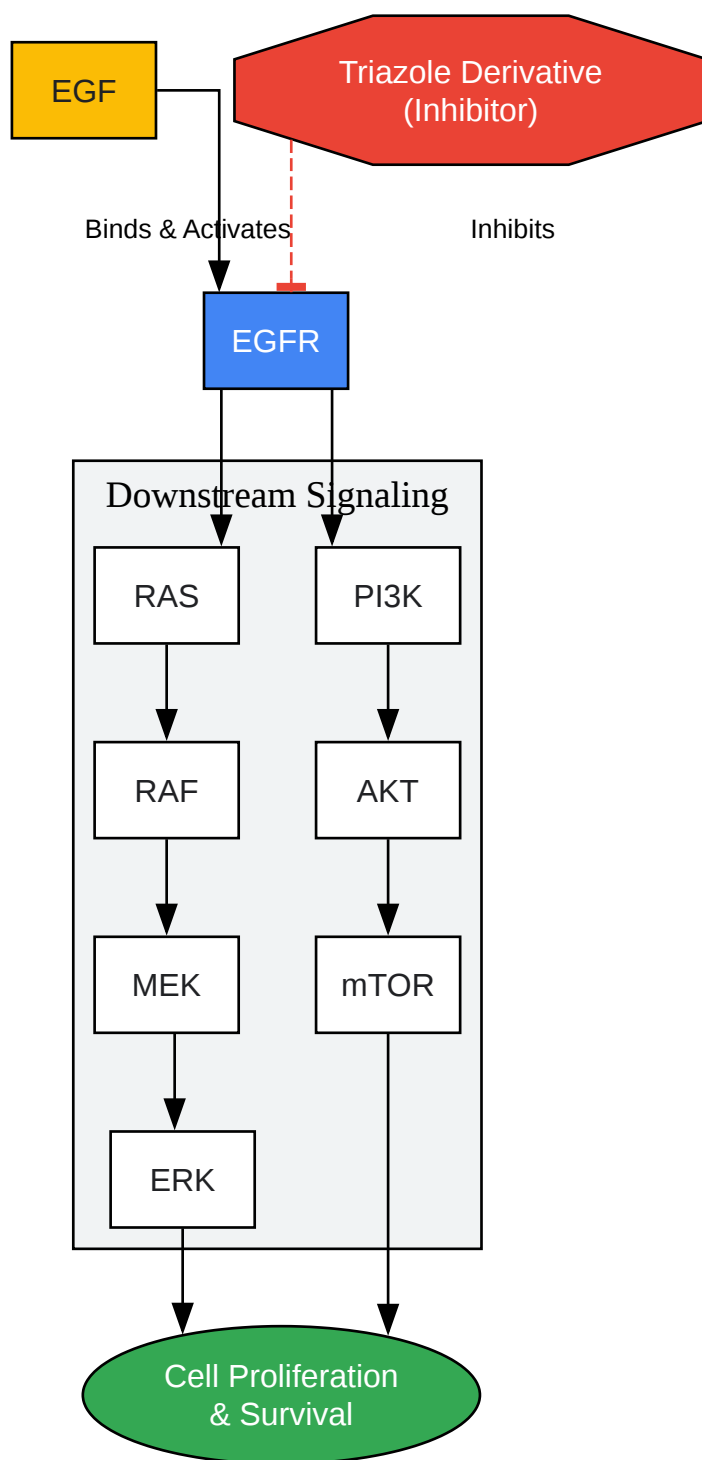 EGF
Triazole Derivative
(Inhibitor)
Binds & Activates
Inhibits
EGFR
Downstream Signaling
RAS
PI3K
RAF
AKT
MEK
mTOR
ERK
Cell Proliferation
& Survival